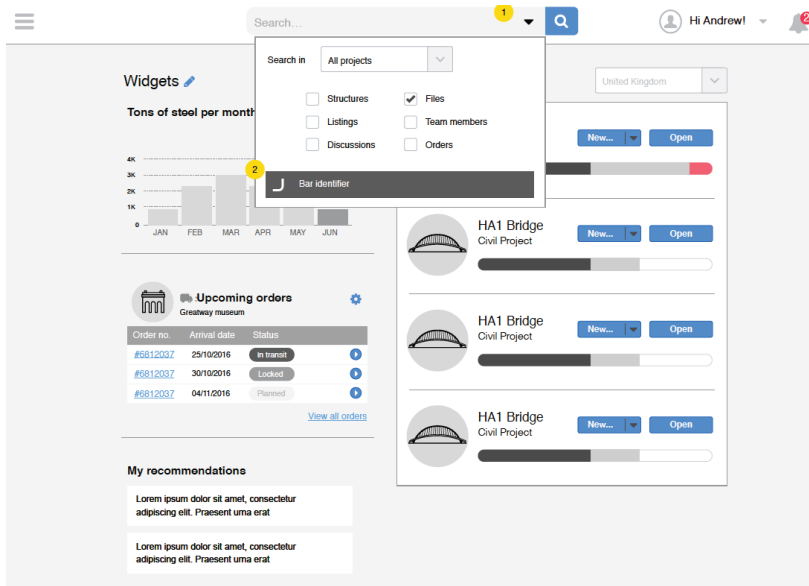 Search...
1
Hi Andrew!
2
Search in
All projects
Structures
Files
Listings
Team members
Discussions
Orders
2
Bar identifier
Widgets
Tons of steel per month
4K
3K
2K
1K
0
JAN FEB MAR APR MAY JUN
Upcoming orders
Greatway museum
Order no. Arrival date Status
#6812037 25/10/2016 In transit
#6812037 30/10/2016 Locked
#6812037 04/11/2016 Planned
View all orders
My recommendations
Lorem ipsum dolor sit amet, consectetur
adipiscing elit. Praesent urna erat
Lorem ipsum dolor sit amet, consectetur
adipiscing elit. Praesent urna erat
United Kingdom
New... Open
HA1 Bridge
Civil Project
New... Open
HA1 Bridge
Civil Project
New... Open
HA1 Bridge
Civil Project
New... Open